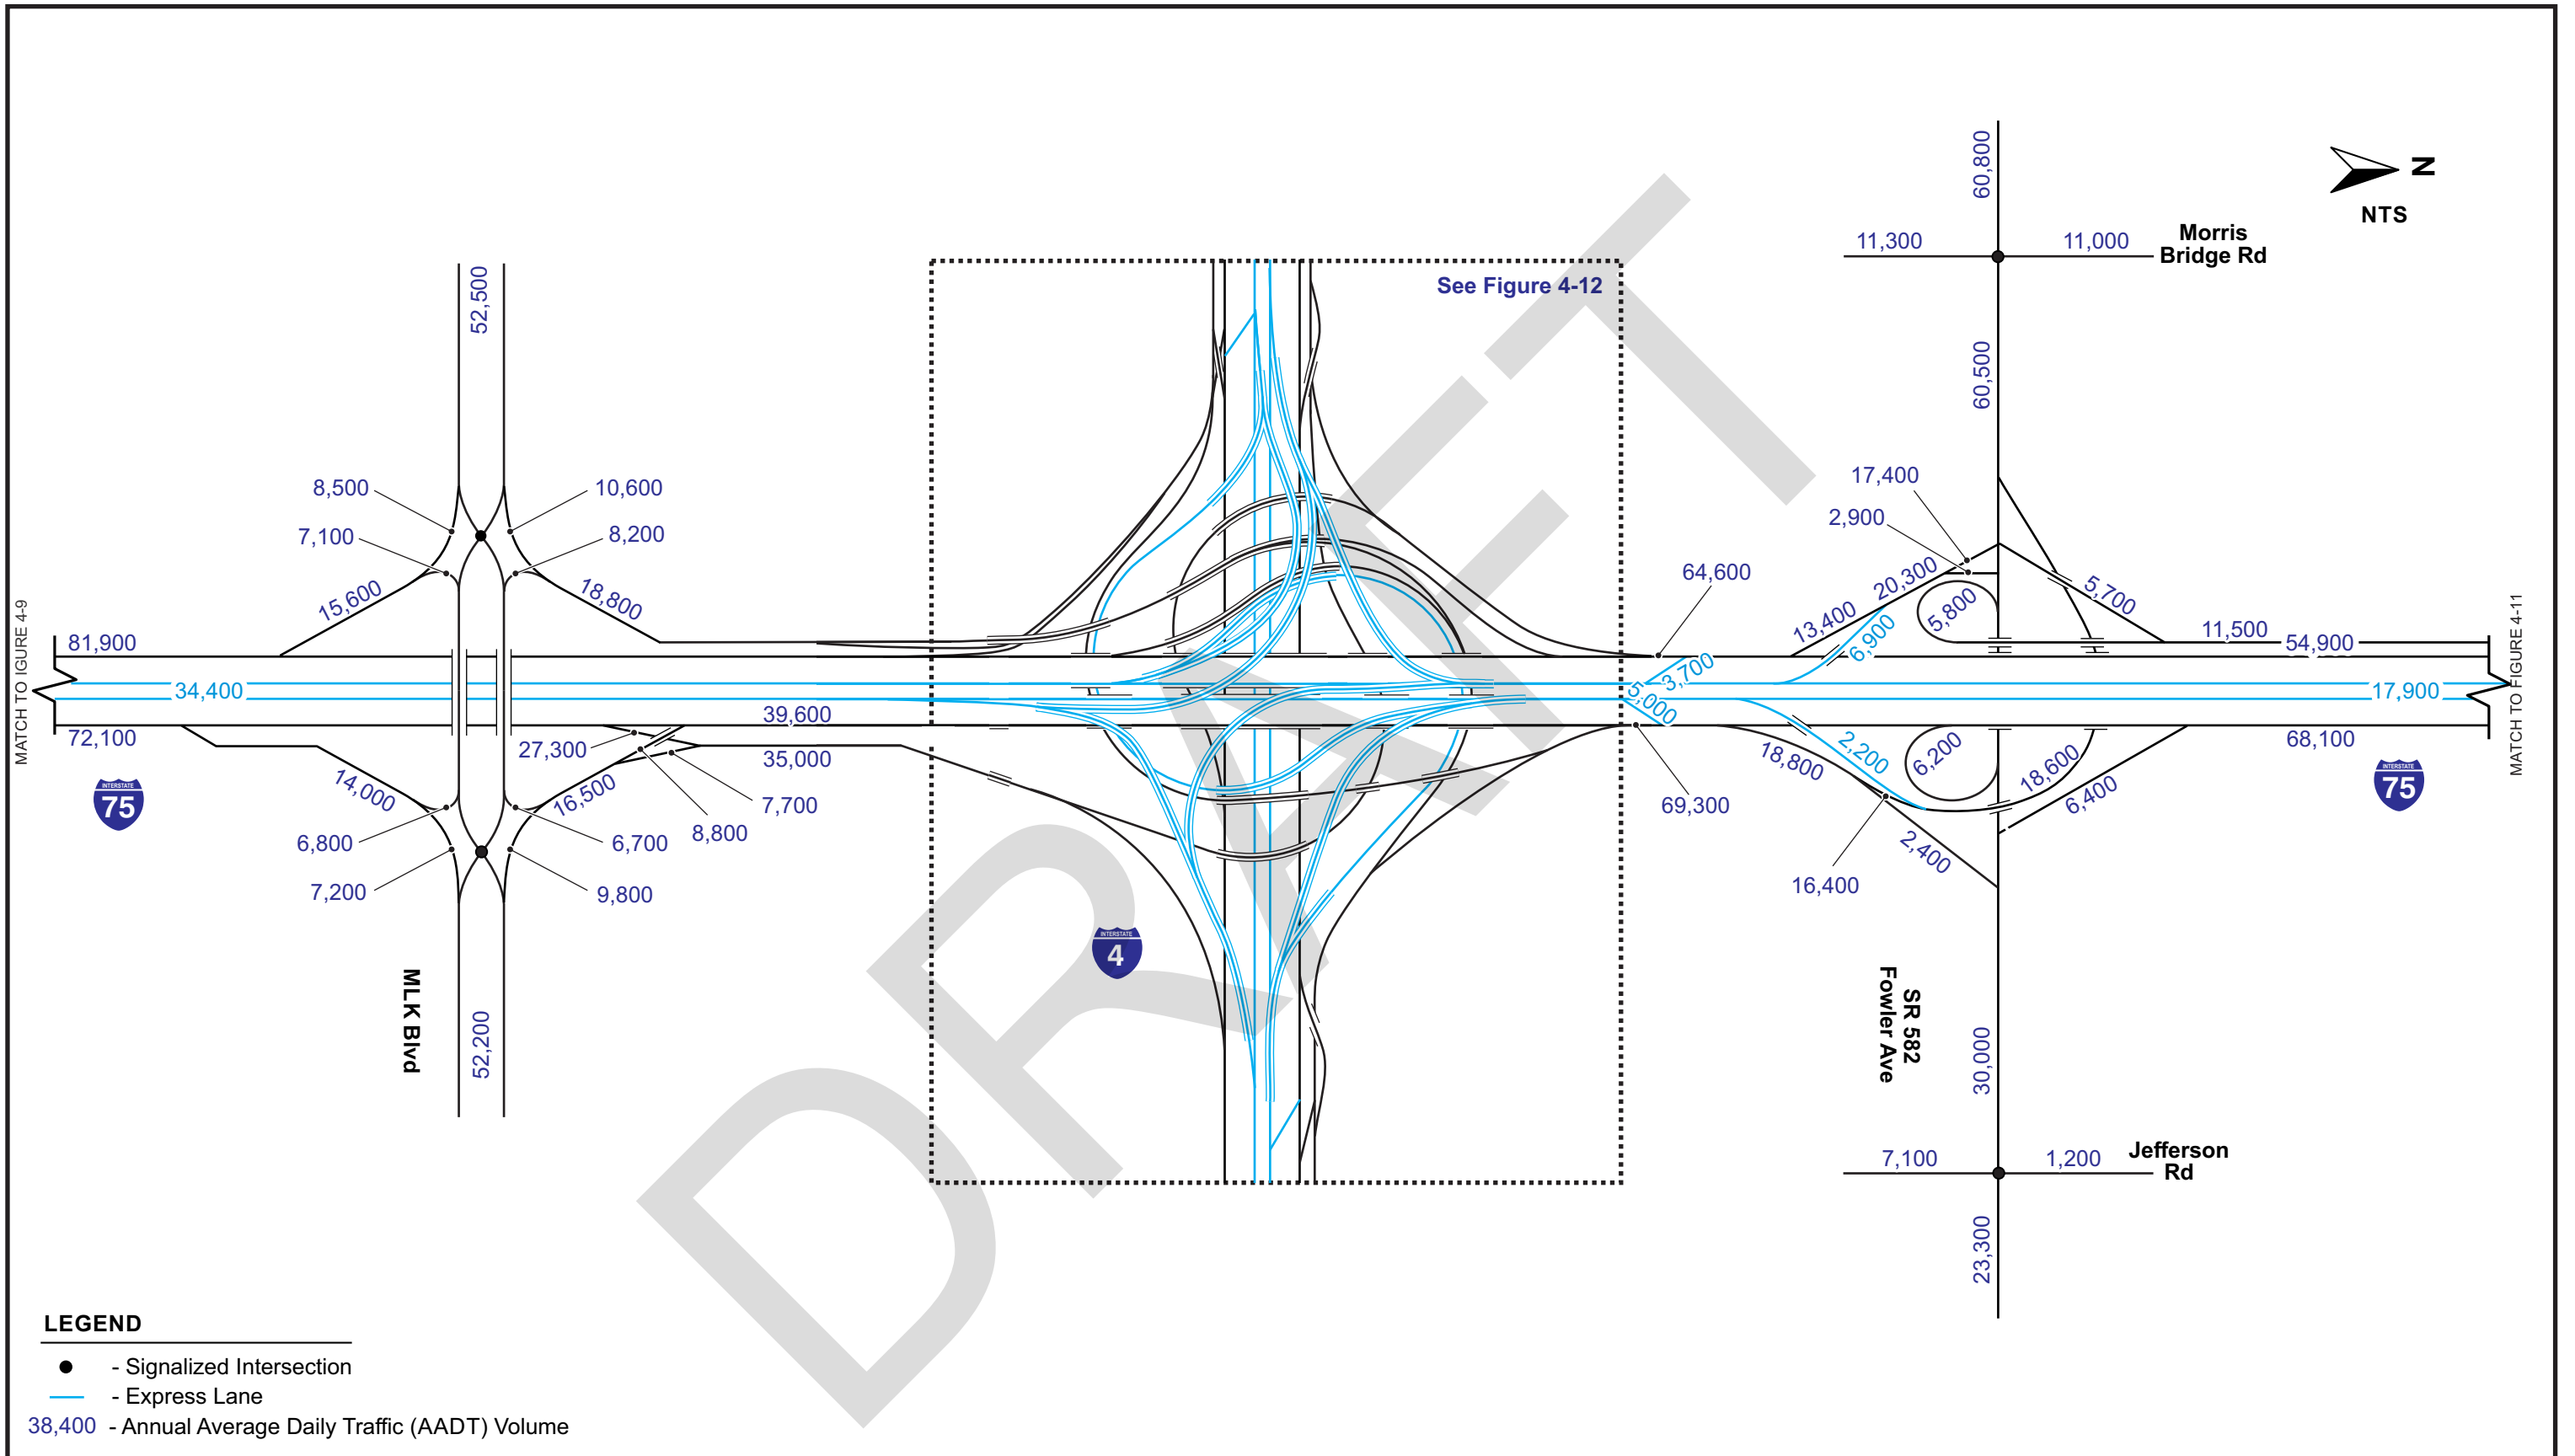 60,800
N
NTS
Morris
Bridge Rd
11,300
11,000
See Figure 4-12
52,500
60,500
8,500
10,600
17,400
7,100
8,200
2,900
15,600
18,800
64,600
13,400
20,300
5,800
5,700
6,900
MATCH TO IGURE 4-9
81,900
11,500
54,900
MATCH TO FIGURE 4-11
34,400
3,700
5,000
17,900
39,600
72,100
27,300
35,000
68,100
18,800
2,200
6,200
18,600
6,400
INTERSTATE
75
14,000
16,500
7,700
69,300
INTERSTATE
75
6,800
6,700
8,800
2,400
7,200
9,800
16,400
INTERSTATE
4
MLK Blvd
52,200
SR 582
Fowler Ave
30,000
7,100
1,200
Jefferson
Rd
23,300
DRAFT
LEGEND
- Signalized Intersection
- Express Lane
38,400 - Annual Average Daily Traffic (AADT) Volume